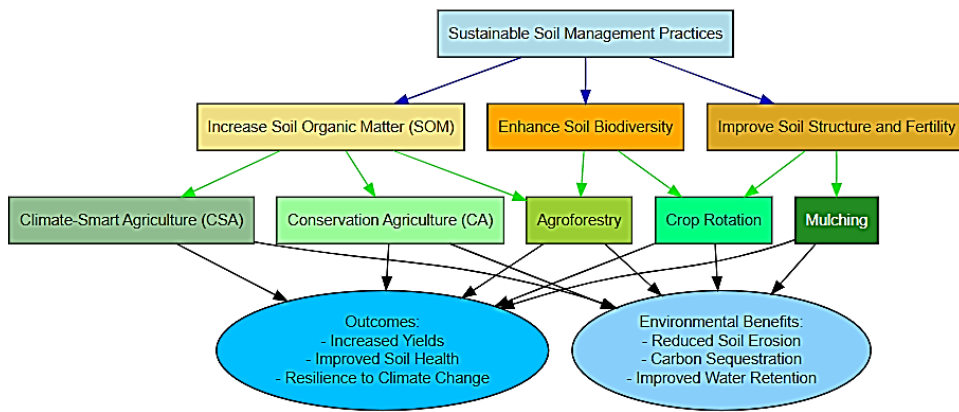 Sustainable Soil Management Practices
Increase Soil Organic Matter (SOM)
Enhance Soil Biodiversity
Improve Soil Structure and Fertility
Climate-Smart Agriculture (CSA)
Conservation Agriculture (CA)
Agroforestry
Crop Rotation
Mulching
Outcomes:
- Increased Yields
- Improved Soil Health
- Resilience to Climate Change
Environmental Benefits:
- Reduced Soil Erosion
- Carbon Sequestration
- Improved Water Retention